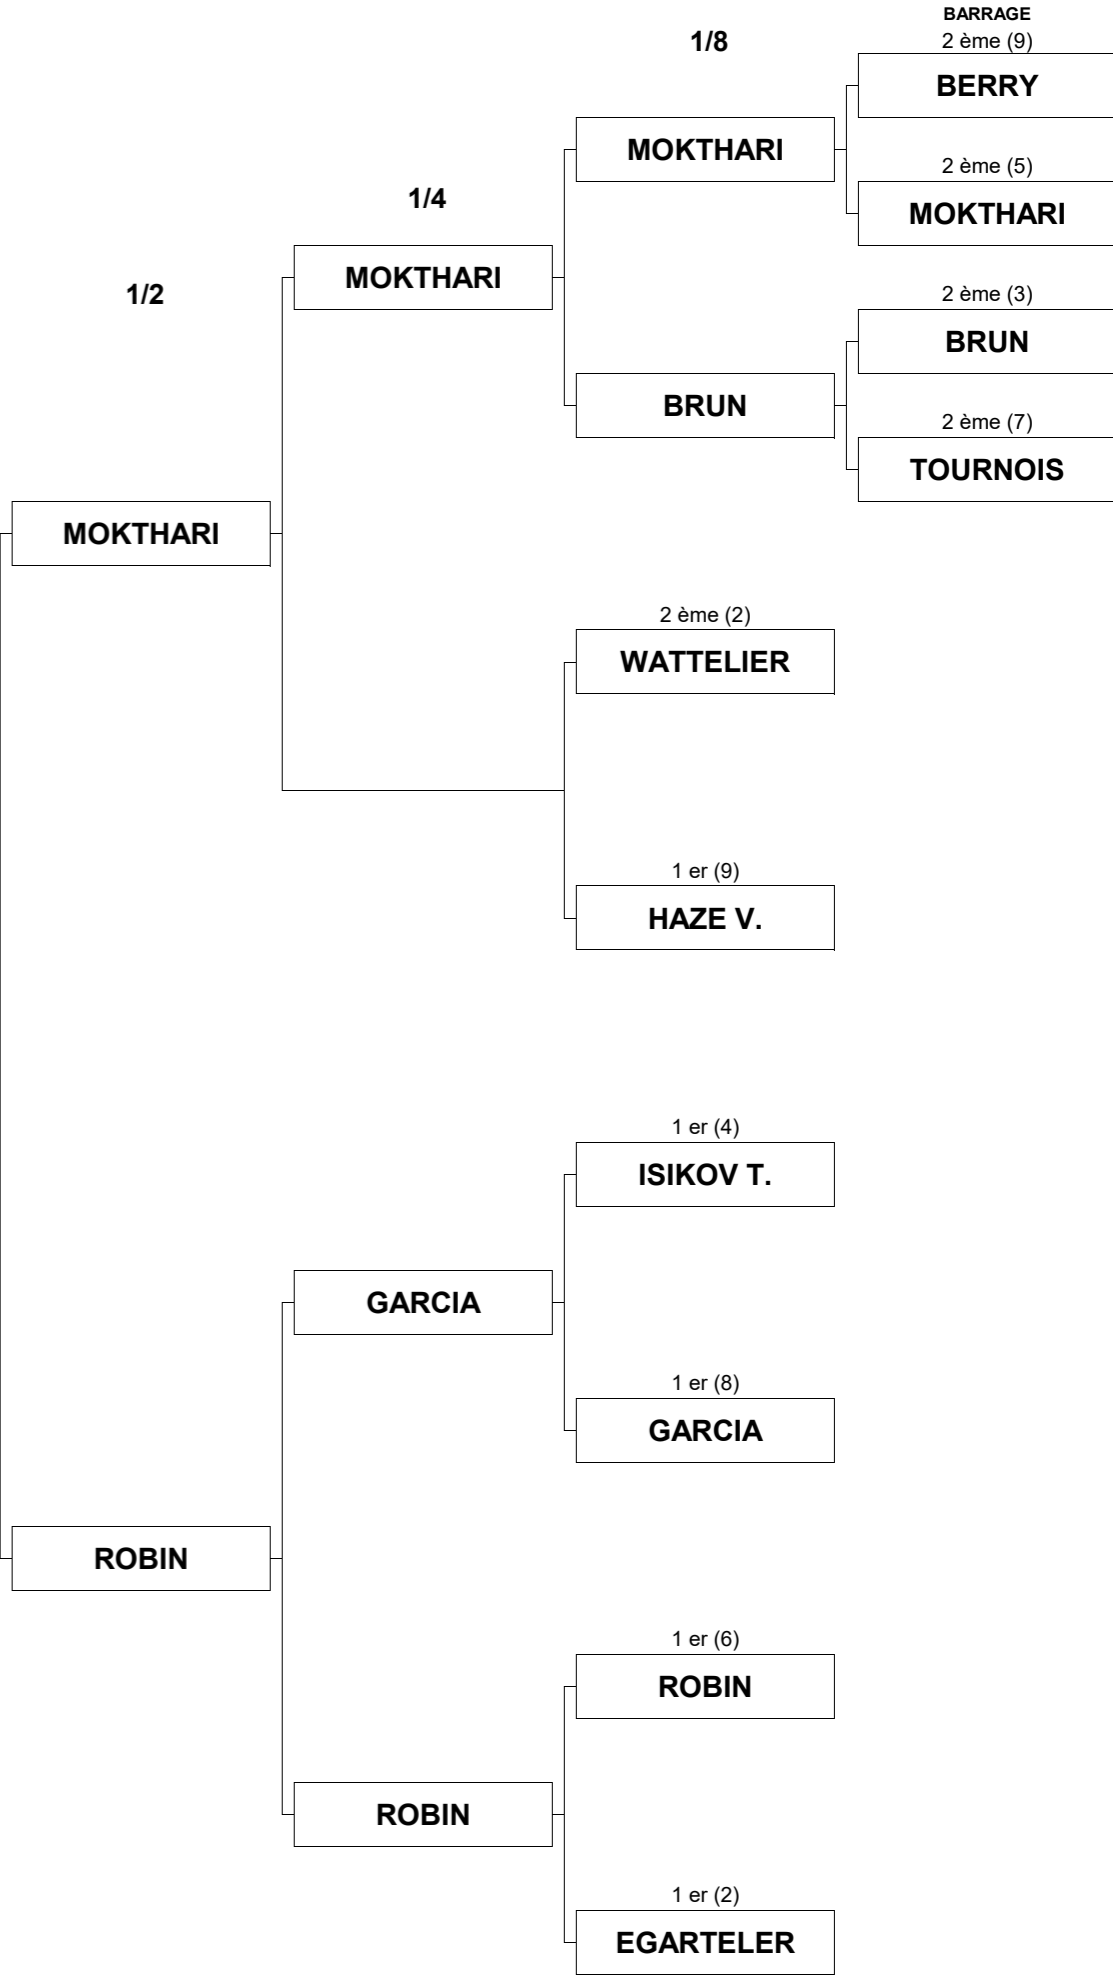 BARRAGE
1/8
2 ème (9)
BERRY
MOKTHARI
2 ème (5)
1/4
MOKTHARI
MOKTHARI
1/2
2 ème (3)
BRUN
BRUN
2 ème (7)
TOURNOIS
MOKTHARI
2 ème (2)
WATTELIER
1 er (9)
HAZE V.
1 er (4)
ISIKOV T.
GARCIA
1 er (8)
GARCIA
ROBIN
1 er (6)
ROBIN
ROBIN
1 er (2)
EGARTELER